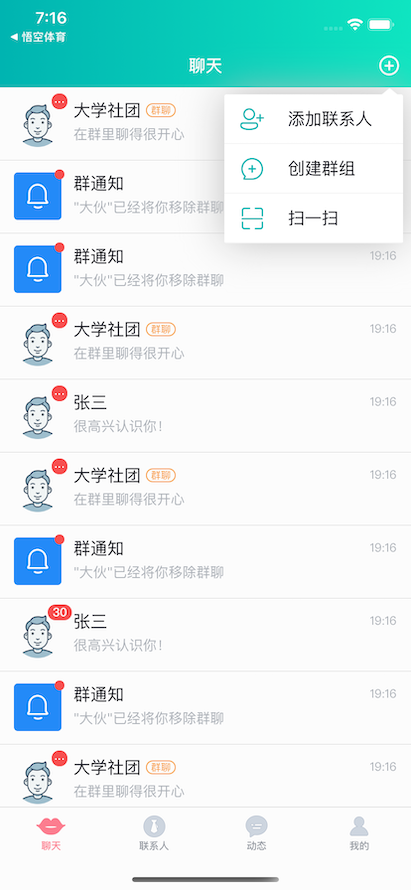 7:16
◀ 悟空体育
聊天
大学社团 群聊
在群里聊得很开心
添加联系人
创建群组
扫一扫
群通知
"大伙"已经将你移除群聊
群通知 19:16
"大伙"已经将你移除群聊
大学社团 群聊 19:16
在群里聊得很开心
张三 19:16
很高兴认识你！
大学社团 群聊 19:16
在群里聊得很开心
群通知 19:16
"大伙"已经将你移除群聊
30 张三 19:16
很高兴认识你！
群通知 19:16
"大伙"已经将你移除群聊
大学社团 群聊 19:16
在群里聊得很开心
聊天 联系人 动态 我的